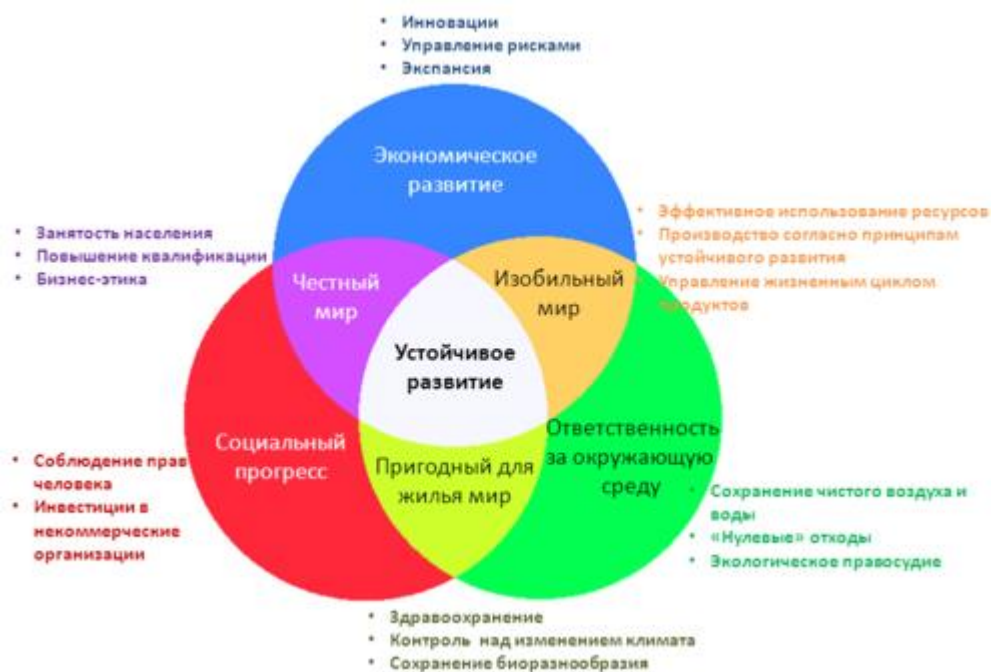 • Инновации
• Управление рисками
• Экспансия
Экономическое
развитие
• Занятость населения
• Повышение квалификации
• Бизнес-этика
• Эффективное использование ресурсов
• Производство согласно принципам
устойчивого развития
• Управление жизненным циклом
продуктов
Честный
мир
Изобильный
мир
Устойчивое
развитие
Социальный
прогресс
Пригодный для
жилья мир
Ответственность
за окружающую
среду
• Соблюдение прав
человека
• Инвестиции в
некоммерческие
организации
• Сохранение чистого воздуха и
воды
• «Нулевые» отходы
• Экологическое правосудие
• Здравоохранение
• Контроль над изменением климата
• Сохранение биоразнообразия